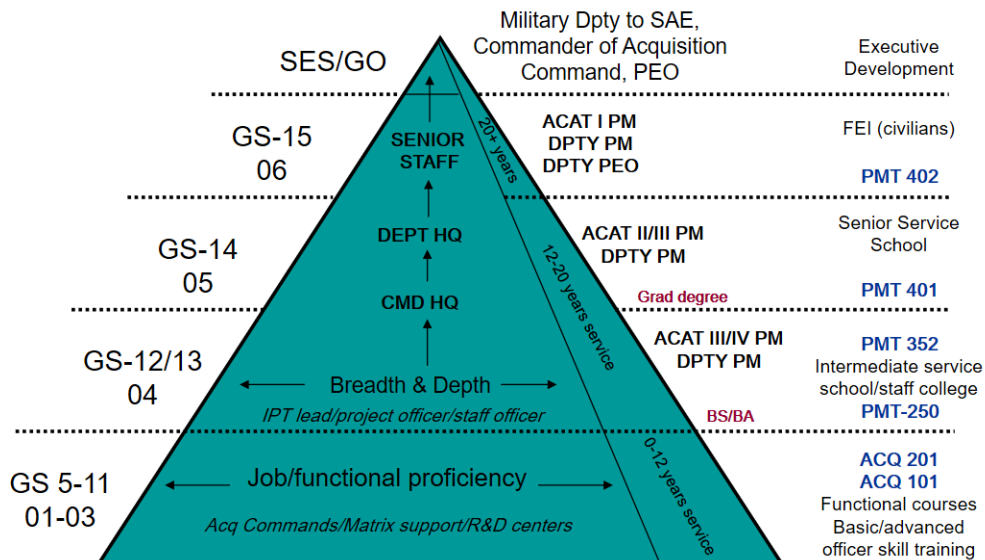 Military Dpty to SAE,
Commander of Acquisition
Command, PEO
SES/GO
Executive
Development
GS-15
06
SENIOR
STAFF
20+ years
ACAT I PM
DPTY PM
DPTY PEO
FEI (civilians)
PMT 402
GS-14
05
DEPT HQ
CMD HQ
12-20 years service
ACAT II/III PM
DPTY PM
Grad degree
Senior Service
School
PMT 401
GS-12/13
04
Breadth & Depth
IPT lead/project officer/staff officer
ACAT III/IV PM
DPTY PM
BS/BA
PMT 352
Intermediate service
school/staff college
PMT-250
GS 5-11
01-03
Job/functional proficiency
Acq Commands/Matrix support/R&D centers
0-12 years service
ACQ 201
ACQ 101
Functional courses
Basic/advanced
officer skill training